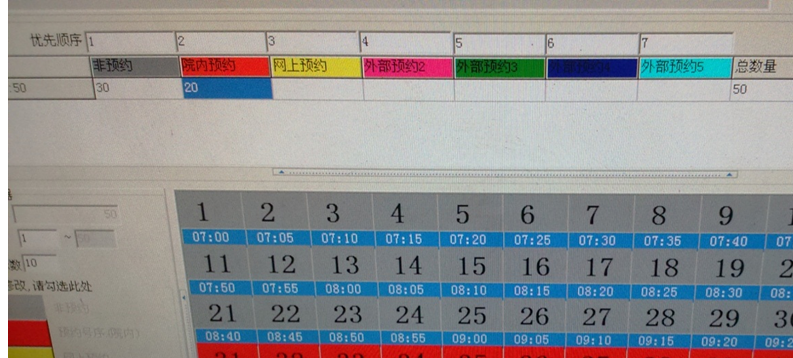 优先顺序 1 2 3 4 5 6 7
非预约 院内预约 网上预约 外部预约2 外部预约3 外部预约5 总数量
50 30 20 50
50
1 2 3 4 5 6 7 8 9
1 ~
07:00 07:05 07:10 07:15 07:20 07:25 07:30 07:35 07:40 07
数 10
11 12 13 14 15 16 17 18 19 2
改,请勾选此处
07:50 07:55 08:00 08:05 08:10 08:15 08:20 08:25 08:30 08:
非预约
21 22 23 24 25 26 27 28 29 30
08:40 08:45 08:50 08:55 09:00 09:05 09:10 09:15 09:20 09:2